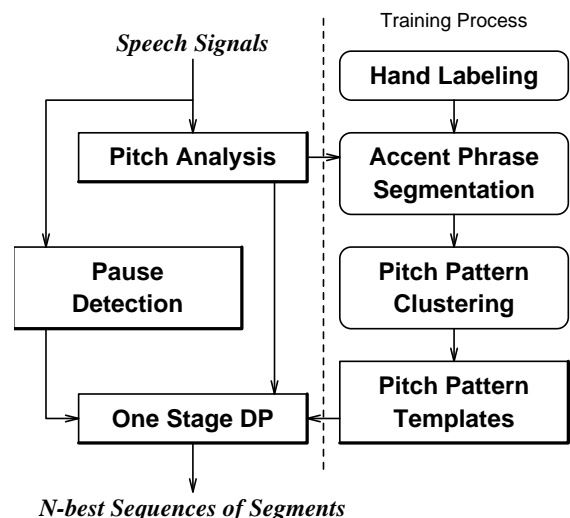 Training Process
Speech Signals
Hand Labeling
Pitch Analysis
Accent Phrase
Segmentation
Pause
Detection
Pitch Pattern
Clustering
One Stage DP
Pitch Pattern
Templates
N-best Sequences of Segments